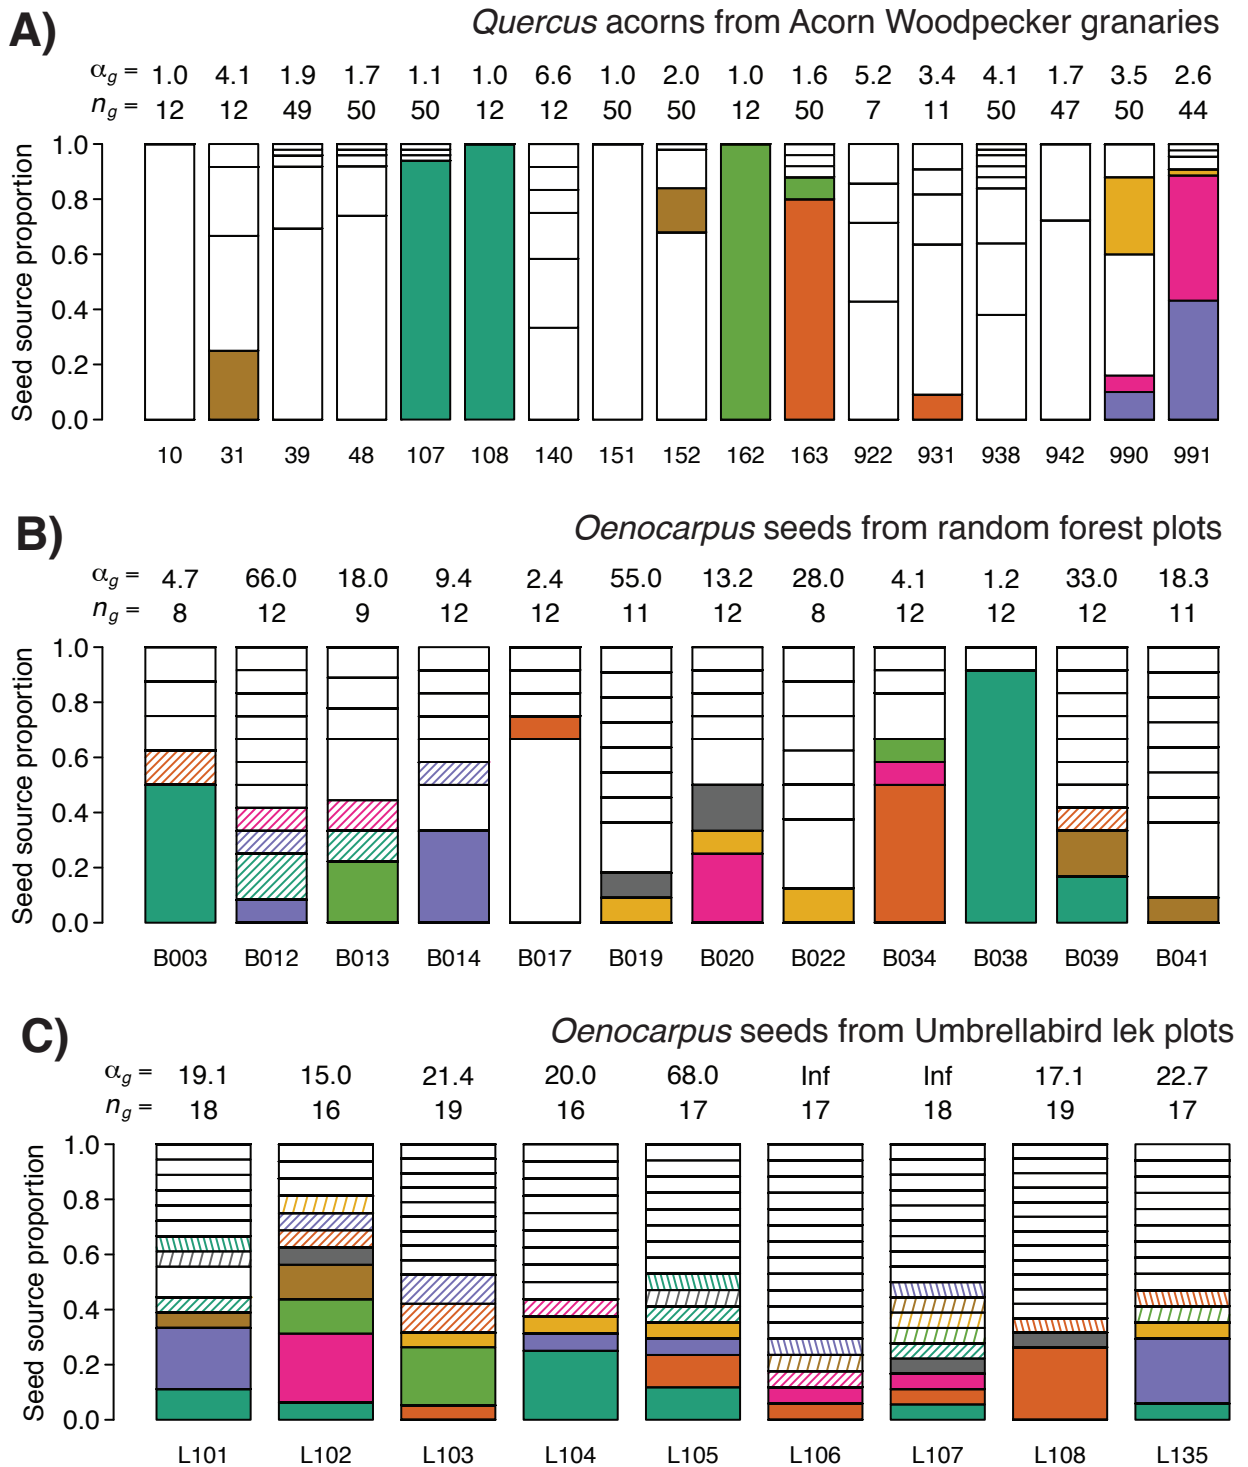 A) Quercus acorns from Acorn Woodpecker granaries
αg = 1.0 4.1 1.9 1.7 1.1 1.0 6.6 1.0 2.0 1.0 1.6 5.2 3.4 4.1 1.7 3.5 2.6
ng = 12 12 49 50 50 12 12 50 50 12 50 7 11 50 47 50 44
Seed source proportion
1.0
0.8
0.6
0.4
0.2
0.0
10 31 39 48 107 108 140 151 152 162 163 922 931 938 942 990 991
B) Oenocarpus seeds from random forest plots
αg = 4.7 66.0 18.0 9.4 2.4 55.0 13.2 28.0 4.1 1.2 33.0 18.3
ng = 8 12 9 12 12 11 12 8 12 12 12 11
Seed source proportion
1.0
0.8
0.6
0.4
0.2
0.0
B003 B012 B013 B014 B017 B019 B020 B022 B034 B038 B039 B041
C) Oenocarpus seeds from Umbrellabird lek plots
αg = 19.1 15.0 21.4 20.0 68.0 Inf Inf 17.1 22.7
ng = 18 16 19 16 17 17 18 19 17
Seed source proportion
1.0
0.8
0.6
0.4
0.2
0.0
L101 L102 L103 L104 L105 L106 L107 L108 L135